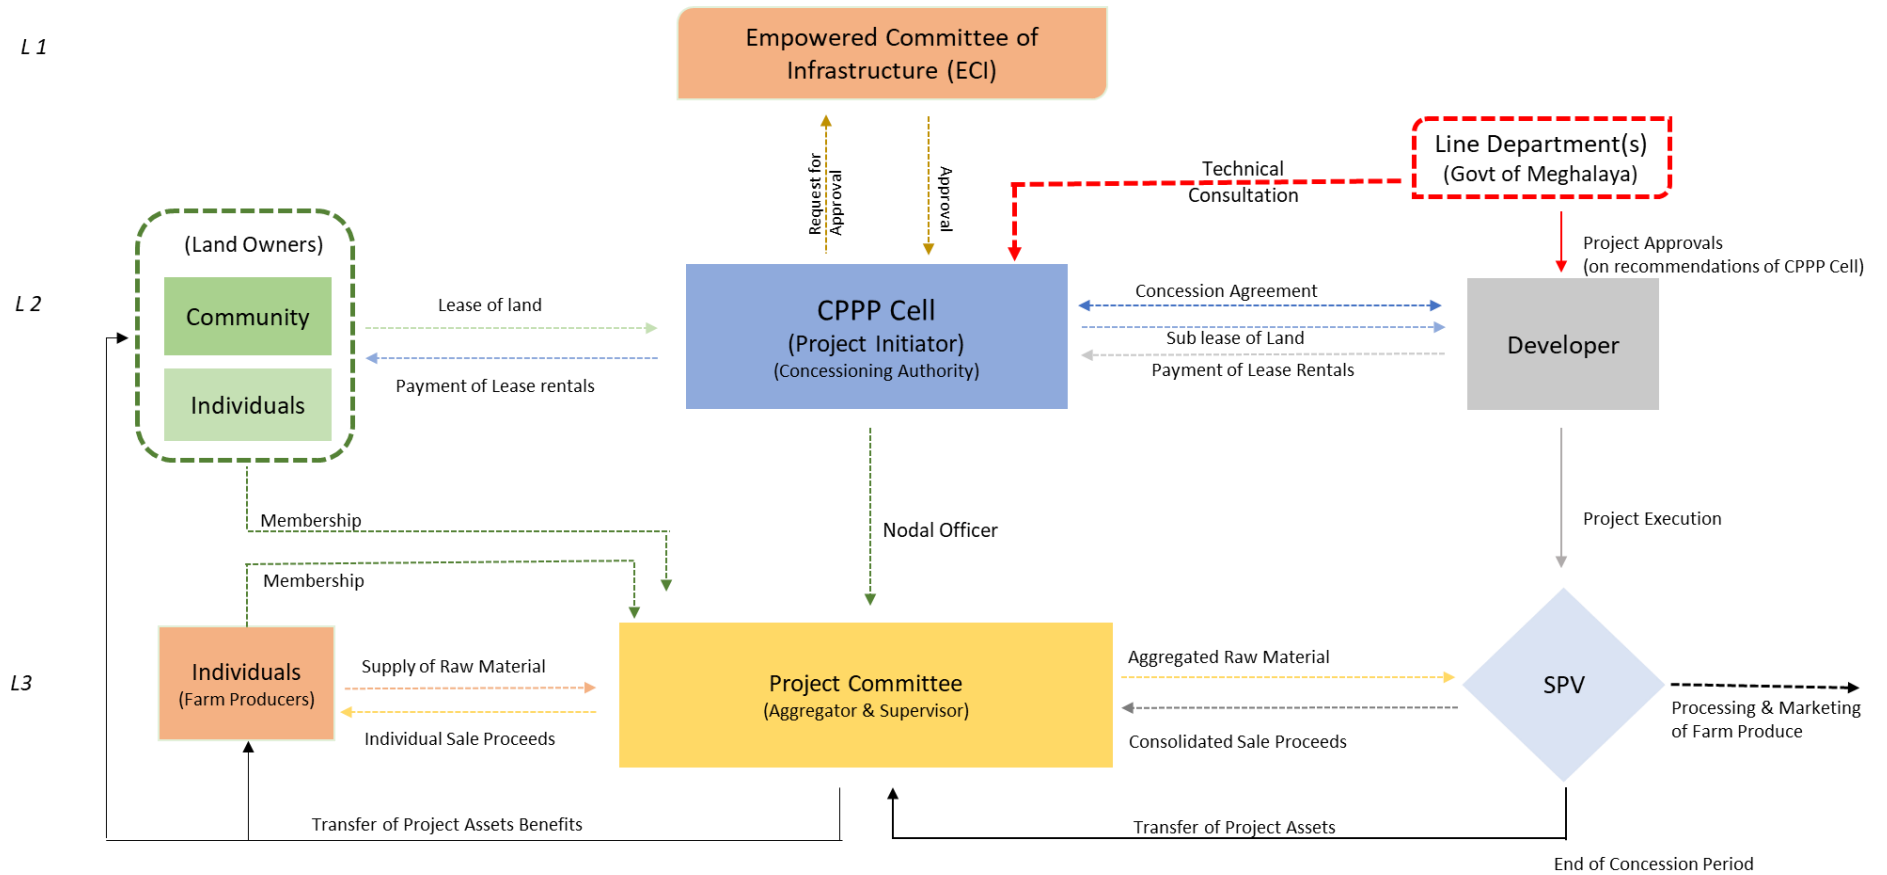 L 1
Empowered Committee of
Infrastructure (ECI)
Line Department(s)
(Govt of Meghalaya)
Technical
Consultation
Request for
Approval
Approval
Project Approvals
(on recommendations of CPPP Cell)
L 2
(Land Owners)
Community
Individuals
Lease of land
Payment of Lease rentals
CPPP Cell
(Project Initiator)
(Concessioning Authority)
Concession Agreement
Sub lease of Land
Payment of Lease Rentals
Developer
Membership
Membership
Nodal Officer
Project Execution
L3
Individuals
(Farm Producers)
Supply of Raw Material
Individual Sale Proceeds
Project Committee
(Aggregator & Supervisor)
Aggregated Raw Material
Consolidated Sale Proceeds
SPV
Processing & Marketing
of Farm Produce
Transfer of Project Assets Benefits
Transfer of Project Assets
End of Concession Period